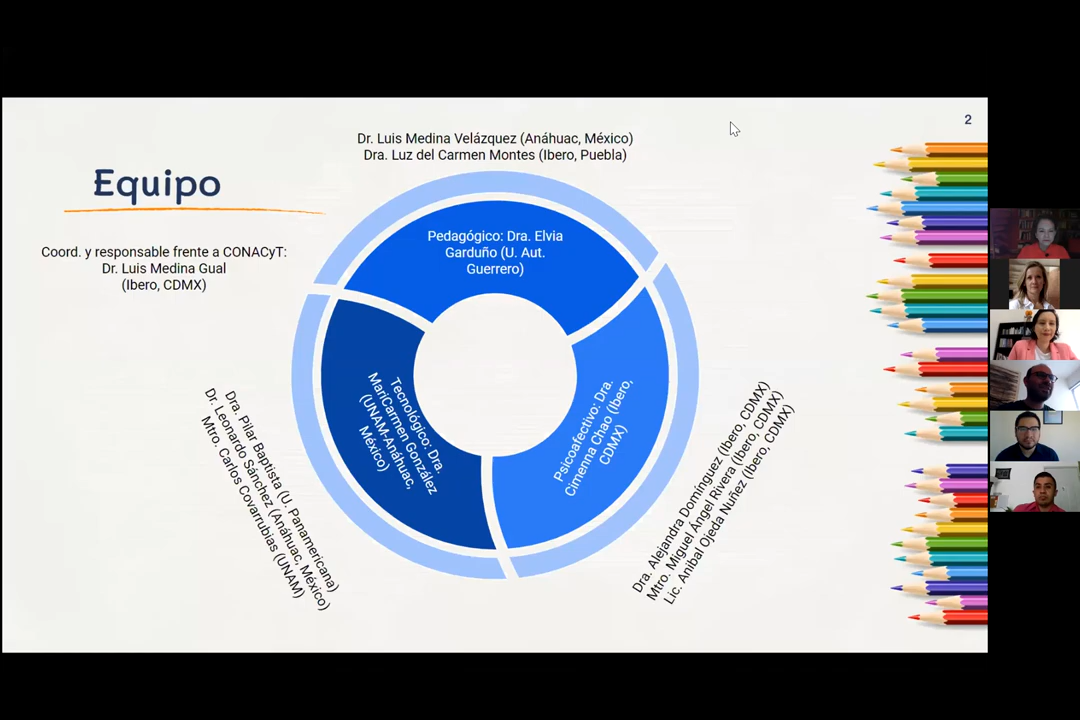 2
Equipo
Coord. y responsable frente a CONACyT:
Dr. Luis Medina Gual
(Ibero, CDMX)
Dr. Luis Medina Velázquez (Anáhuac, México)
Dra. Luz del Carmen Montes (Ibero, Puebla)
Pedagógico: Dra. Elvia
Garduño (U. Aut.
Guerrero)
Tecnológico: Dra.
MariCarmen González
(UNAM-Anáhuac,
México)
Psicoafectivo: Dra.
Cimenna Chao (Ibero,
CDMX)
Dra. Pilar Baptista (U. Panamericana)
Dr. Leonardo Sánchez (Anáhuac, México)
Mtro. Carlos Covarrubias (UNAM)
Dra. Alejandra Domínguez (Ibero, CDMX)
Mtro. Miguel Ángel Rivera (Ibero, CDMX)
Lic. Anibal Ojeda Nuñez (Ibero, CDMX)